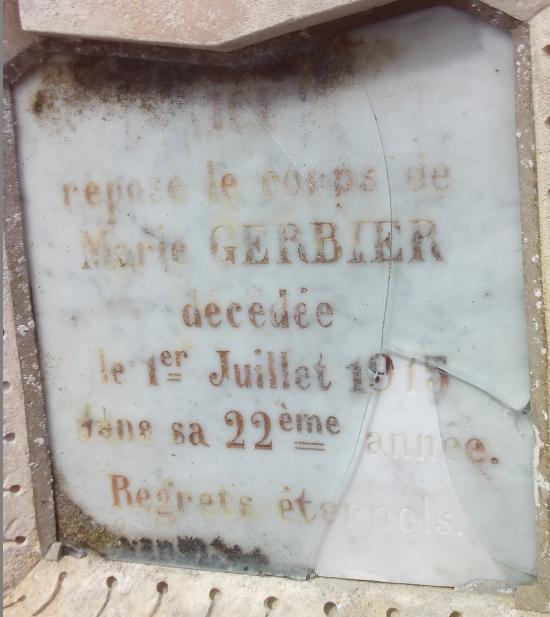 ICI
repose le corps de
Marie GERBIER
décédée
le 1er Juillet 1915
dans sa 22ème année.
Regrets éternels.